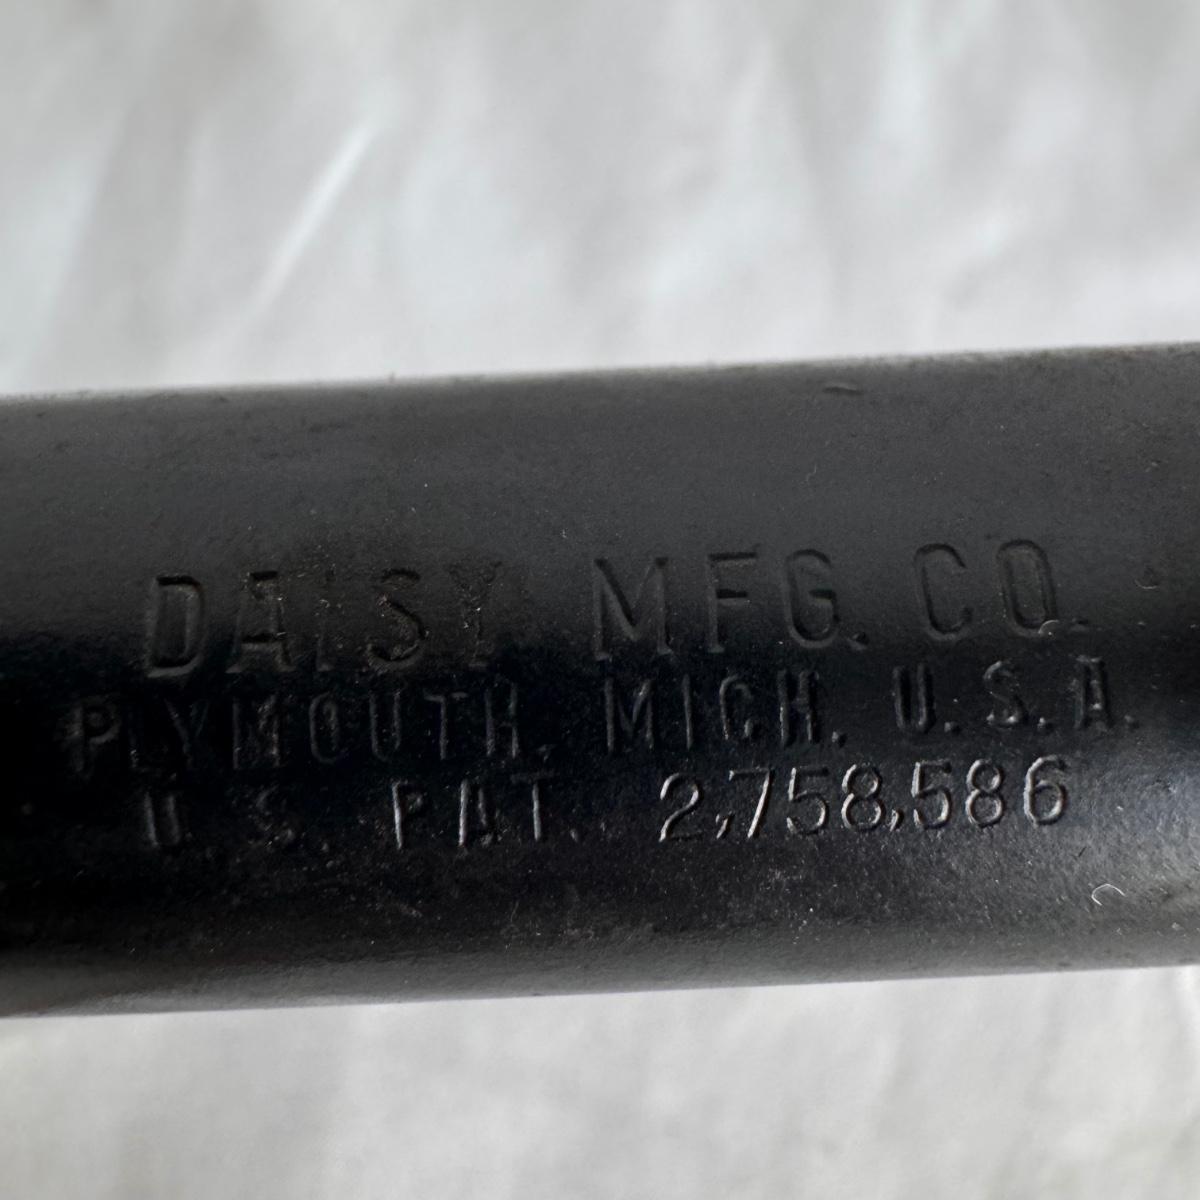 DAISY MFG. CO.
PLYMOUTH, MICH. U.S.A.
U.S. PAT. 2,758,586